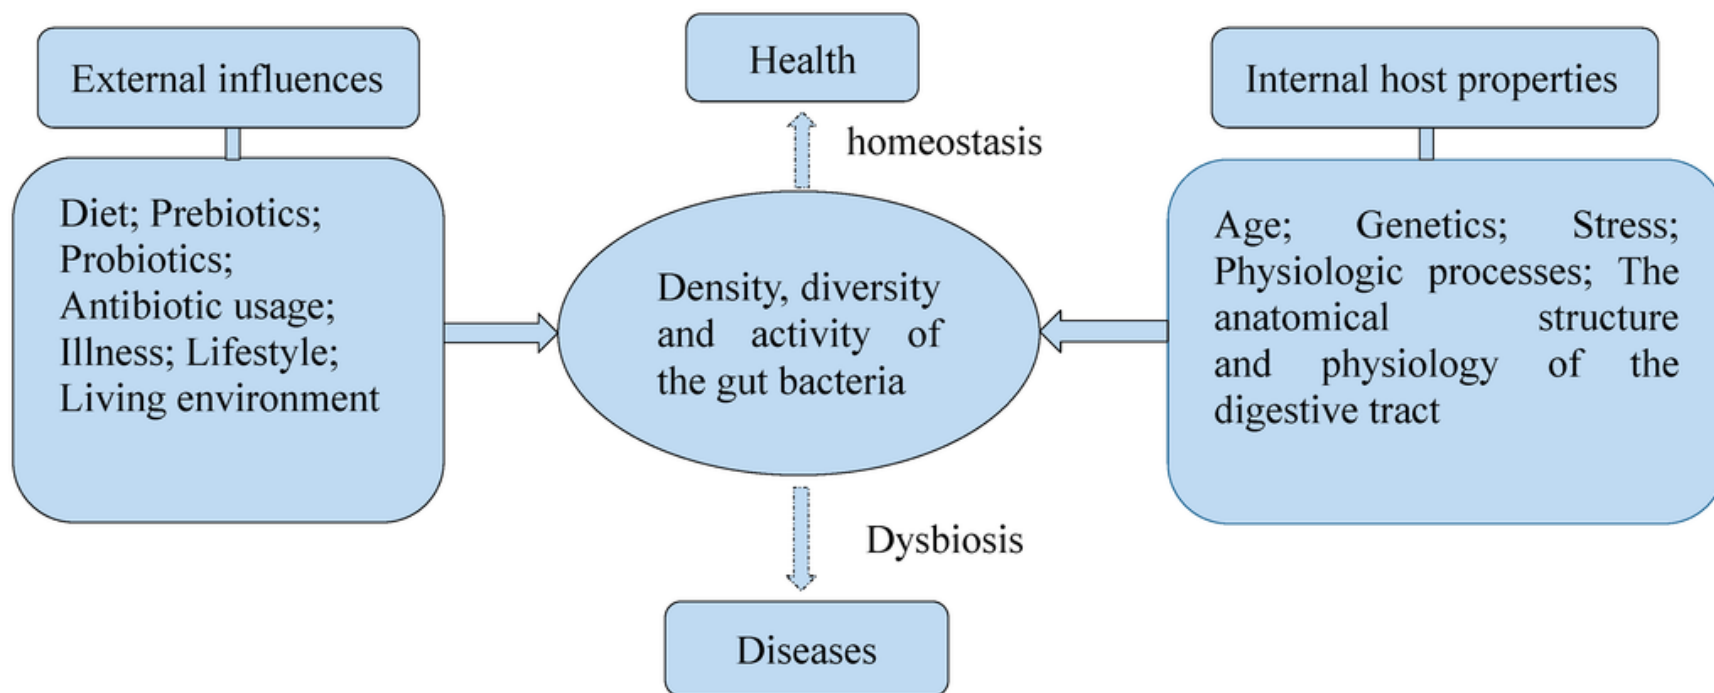 External influences
Diet; Prebiotics;
Probiotics;
Antibiotic usage;
Illness; Lifestyle;
Living environment
Health
homeostasis
Density, diversity
and activity of
the gut bacteria
Dysbiosis
Diseases
Internal host properties
Age; Genetics; Stress;
Physiologic processes; The
anatomical structure
and physiology of the
digestive tract